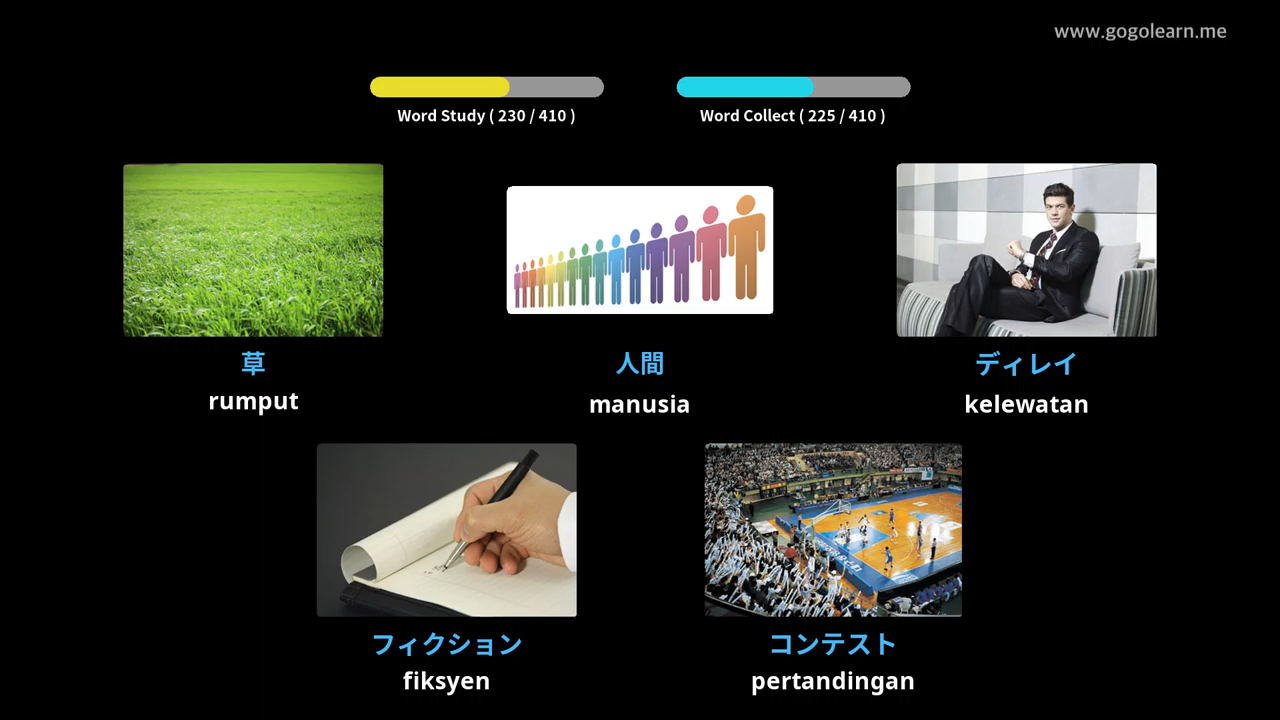 www.gogolearn.me
Word Study ( 230 / 410 )
Word Collect ( 225 / 410 )
草
rumput
人間
manusia
ディレイ
kelewatan
フィクション
fiksyen
コンテスト
pertandingan